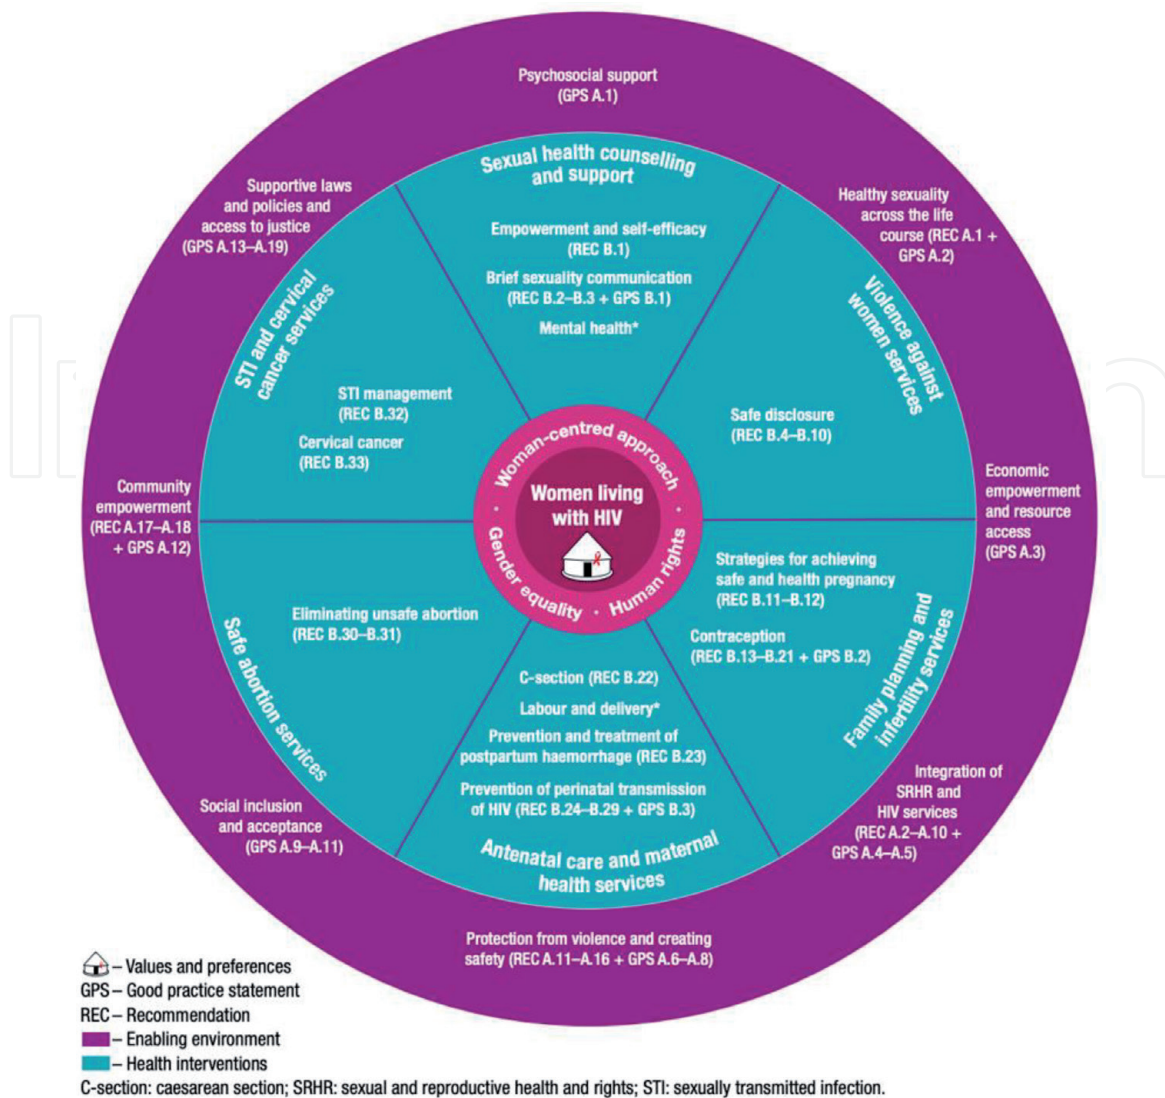 Psychosocial support
(GPS A.1)
Sexual health counselling
and support
Empowerment and self-efficacy
(REC B.1)
Brief sexuality communication
(REC B.2–B.3 + GPS B.1)
Mental health*
Healthy sexuality
across the life
course (REC A.1 +
GPS A.2)
Violence against
women services
Safe disclosure
(REC B.4–B.10)
Economic
empowerment
and resource
access
(GPS A.3)
Strategies for achieving
safe and health pregnancy
(REC B.11–B.12)
Contraception
(REC B.13–B.21 + GPS B.2)
Family planning and
infertility services
Integration of
SRHR and
HIV services
(REC A.2–A.10 +
GPS A.4–A.5)
C-section (REC B.22)
Labour and delivery*
Prevention and treatment of
postpartum haemorrhage (REC B.23)
Prevention of perinatal transmission
of HIV (REC B.24–B.29 + GPS B.3)
Antenatal care and maternal
health services
Protection from violence and creating
safety (REC A.11–A.16 + GPS A.6–A.8)
Eliminating unsafe abortion
(REC B.30–B.31)
Safe abortion services
Social inclusion
and acceptance
(GPS A.9–A.11)
Community
empowerment
(REC A.17–A.18
+ GPS A.12)
STI management
(REC B.32)
Cervical cancer
(REC B.33)
STI and cervical
cancer services
Supportive laws
and policies and
access to justice
(GPS A.13–A.19)
Woman-centred approach
· Human rights ·
Gender equality ·
Women living
with HIV
– Values and preferences
GPS – Good practice statement
REC – Recommendation
– Enabling environment
– Health interventions
C-section: caesarean section; SRHR: sexual and reproductive health and rights; STI: sexually transmitted infection.